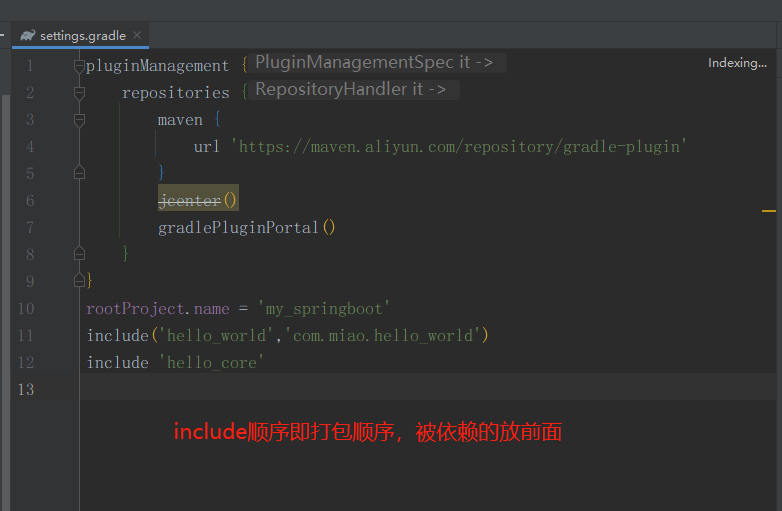 settings.gradle
1 pluginManagement { PluginManagementSpec it ->
Indexing...
2 repositories { RepositoryHandler it ->
3 maven {
4 url 'https://maven.aliyun.com/repository/gradle-plugin'
5 }
6 jcenter()
7 gradlePluginPortal()
8 }
9 }
10 rootProject.name = 'my_springboot'
11 include('hello_world','com.miao.hello_world')
12 include 'hello_core'
13
include顺序即打包顺序，被依赖的放前面